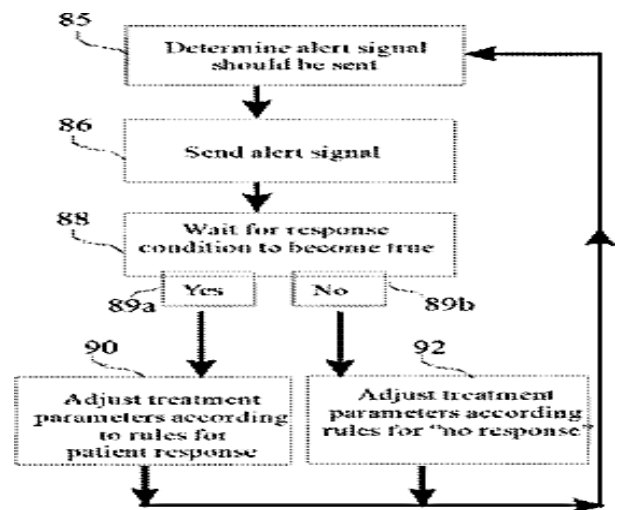 85
Determine alert signal
should be sent
86
Send alert signal
88
Wait for response
condition to become true
89a
Yes
No
89b
90
Adjust treatment
parameters according
to rules for
patient response
92
Adjust treatment
parameters according
rules for “no response”